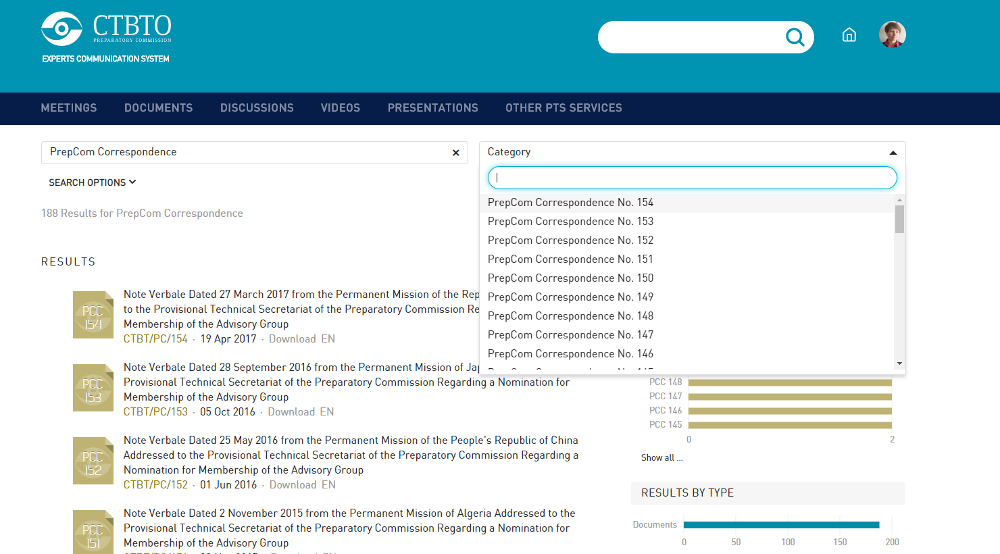 CTBTO
PREPARATORY COMMISSION
EXPERTS COMMUNICATION SYSTEM
MEETINGS DOCUMENTS DISCUSSIONS VIDEOS PRESENTATIONS OTHER PTS SERVICES
PrepCom Correspondence ×
Category
SEARCH OPTIONS
188 Results for PrepCom Correspondence
PrepCom Correspondence No. 154
PrepCom Correspondence No. 153
PrepCom Correspondence No. 152
PrepCom Correspondence No. 151
PrepCom Correspondence No. 150
PrepCom Correspondence No. 149
PrepCom Correspondence No. 148
PrepCom Correspondence No. 147
PrepCom Correspondence No. 146
RESULTS
PCC
154
Note Verbale Dated 27 March 2017 from the Permanent Mission of the
to the Provisional Technical Secretariat of the Preparatory Commission
Membership of the Advisory Group
CTBT/PC/154 · 19 Apr 2017 · Download EN
PCC
153
Note Verbale Dated 28 September 2016 from the Permanent Mission of
Provisional Technical Secretariat of the Preparatory Commission Regarding a Nomination for
Membership of the Advisory Group
CTBT/PC/153 · 05 Oct 2016 · Download EN
PCC
152
Note Verbale Dated 25 May 2016 from the Permanent Mission of the People's Republic of China
Addressed to the Provisional Technical Secretariat of the Preparatory Commission Regarding a
Nomination for Membership of the Advisory Group
CTBT/PC/152 · 01 Jun 2016 · Download EN
PCC
151
Note Verbale Dated 2 November 2015 from the Permanent Mission of Algeria Addressed to the
Provisional Technical Secretariat of the Preparatory Commission Regarding a Nomination for
Membership of the Advisory Group
PCC 148
PCC 147
PCC 146
PCC 145
0 2
Show all ...
RESULTS BY TYPE
Documents
0 50 100 150 200